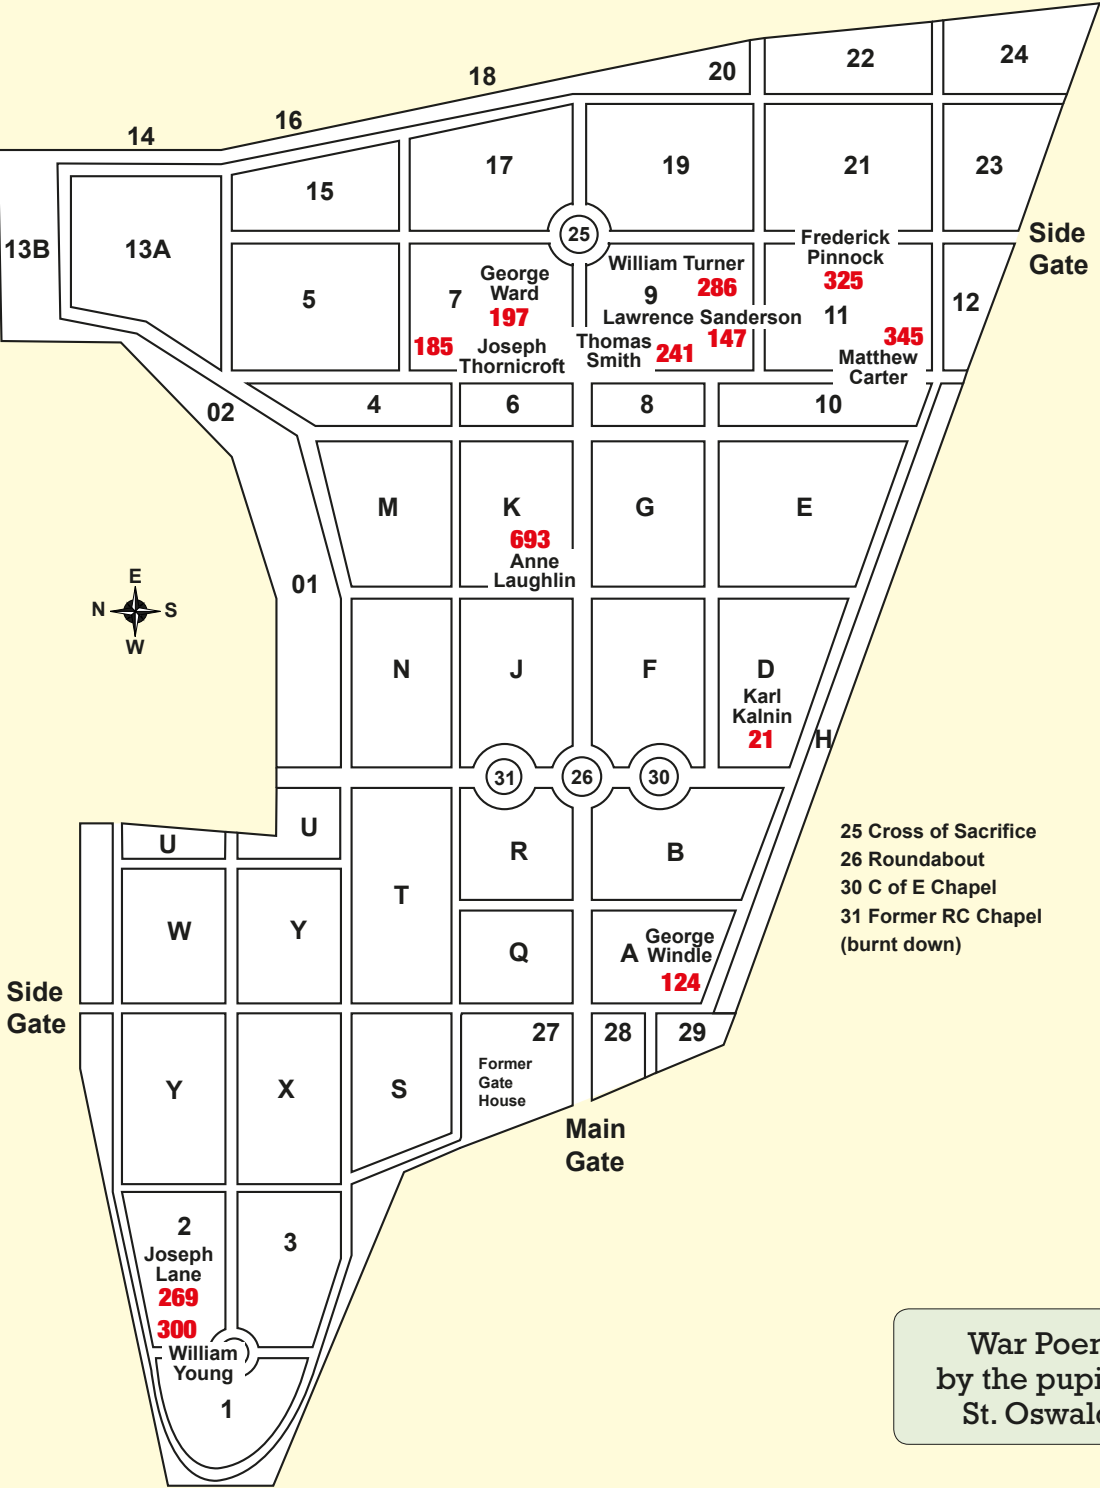 24
22
20
18
16
14
13B
13A
15
17
19
21
23
Side
Gate
25
5
7
George
Ward
197
185
Joseph
Thornicroft
William Turner
9
286
Lawrence Sanderson
147
Thomas
Smith
241
Frederick
Pinnock
325
11
345
Matthew
Carter
12
02
4
6
8
10
M
K
693
Anne
Laughlin
G
E
01
E
N
S
W
N
J
F
D
Karl
Kalnin
21
H
31
26
30
U
U
R
B
T
W
Y
Q
A
George
Windle
124
25 Cross of Sacrifice
26 Roundabout
30 C of E Chapel
31 Former RC Chapel
(burnt down)
Side
Gate
Y
X
S
27
Former
Gate
House
28
29
Main
Gate
2
Joseph
Lane
269
300
William
Young
3
1
War Poe
by the pupi
St. Oswal